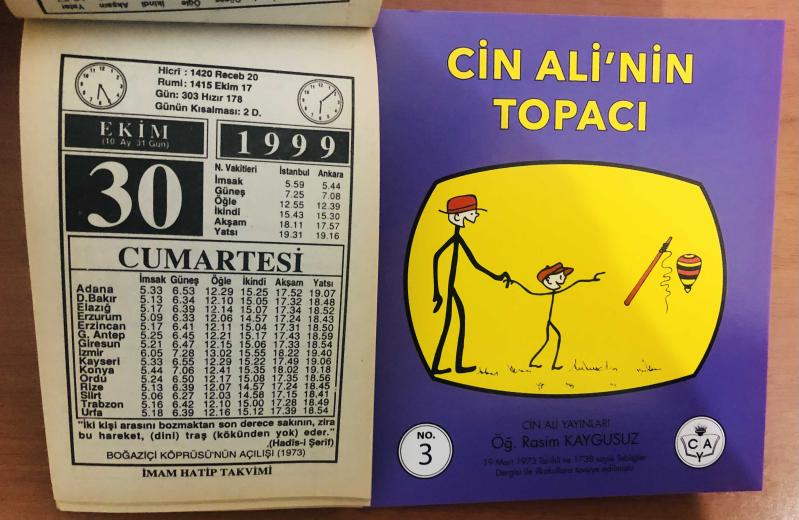 Hicri : 1420 Receb 20
Rumi : 1415 Ekim 17
Gün: 303 Hızır 178
Günün Kısalması: 2 D.
EKİM
(10 Ay 31 Gün)
1999
30
N. Vakitleri İstanbul Ankara
İmsak 5.59 5.44
Güneş 7.25 7.08
Öğle 12.55 12.39
İkindi 15.43 15.30
Akşam 18.11 17.57
Yatsı 19.31 19.16
CUMARTESİ
İmsak Güneş Öğle İkindi Akşam Yatsı
Adana 5.33 6.53 12.29 15.25 17.52 19.07
D.Bakır 5.13 6.34 12.10 15.05 17.32 18.48
Elazığ 5.17 6.39 12.14 15.07 17.34 18.52
Erzurum 5.09 6.33 12.06 14.57 17.24 18.43
Erzincan 5.17 6.41 12.11 15.04 17.31 18.50
G. Antep 5.25 6.45 12.21 15.17 17.43 18.59
Giresun 5.21 6.47 12.15 15.06 17.33 18.54
İzmir 6.05 7.28 13.02 15.55 18.22 19.40
Kayseri 5.33 6.55 12.29 15.22 17.49 19.06
Konya 5.44 7.06 12.41 15.35 18.02 19.18
Ordu 5.24 6.50 12.17 15.08 17.35 18.56
Rize 5.13 6.39 12.07 14.57 17.24 18.45
Siirt 5.06 6.27 12.03 14.58 17.15 18.41
Trabzon 5.16 6.42 12.10 15.00 17.28 18.49
Urfa 5.18 6.39 12.16 15.12 17.39 18.54
"İki kişi arasını bozmaktan son derece sakının, zira
bu hareket, (dini) traş (kökünden yok) eder."
(Hadis-i Şerif)
BOĞAZİÇİ KÖPRÜSÜ'NÜN AÇILIŞI (1973)
İMAM HATİP TAKVİMİ
CİN ALİ'NİN
TOPACI
CİN ALİ YAYINLARI
Öğ. Rasim KAYGUSUZ
19 Mart 1973 Tarihli ve 1738 sayılı Tebliğler
Dergisi ile ilkokullara tavsiye edilmiştir.
NO.
3
C A
Y